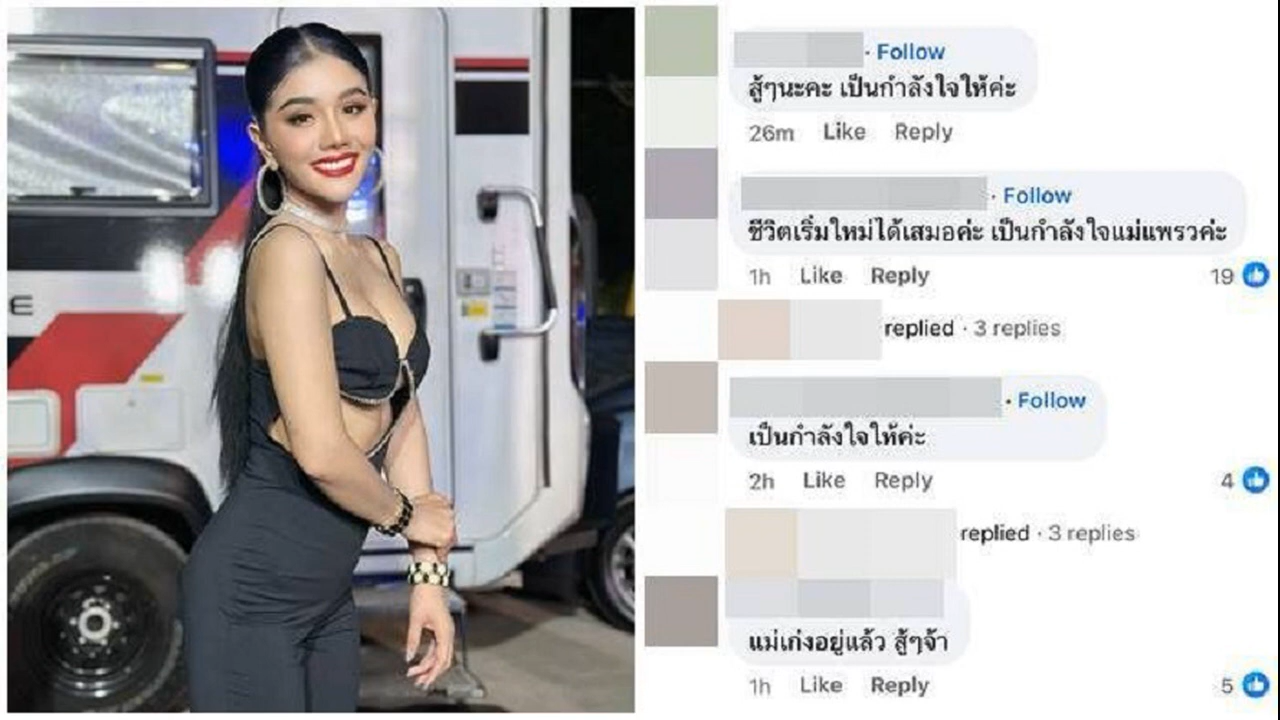 E
· Follow
สู้ๆนะคะ เป็นกำลังใจให้ค่ะ
26m Like Reply
· Follow
ชีวิตเริ่มใหม่ได้เสมอค่ะ เป็นกำลังใจแม่แพรวค่ะ
1h Like Reply 19
replied · 3 replies
· Follow
เป็นกำลังใจให้ค่ะ
2h Like Reply 4
replied · 3 replies
แม่เก่งอยู่แล้ว สู้ๆจ้า
1h Like Reply 5